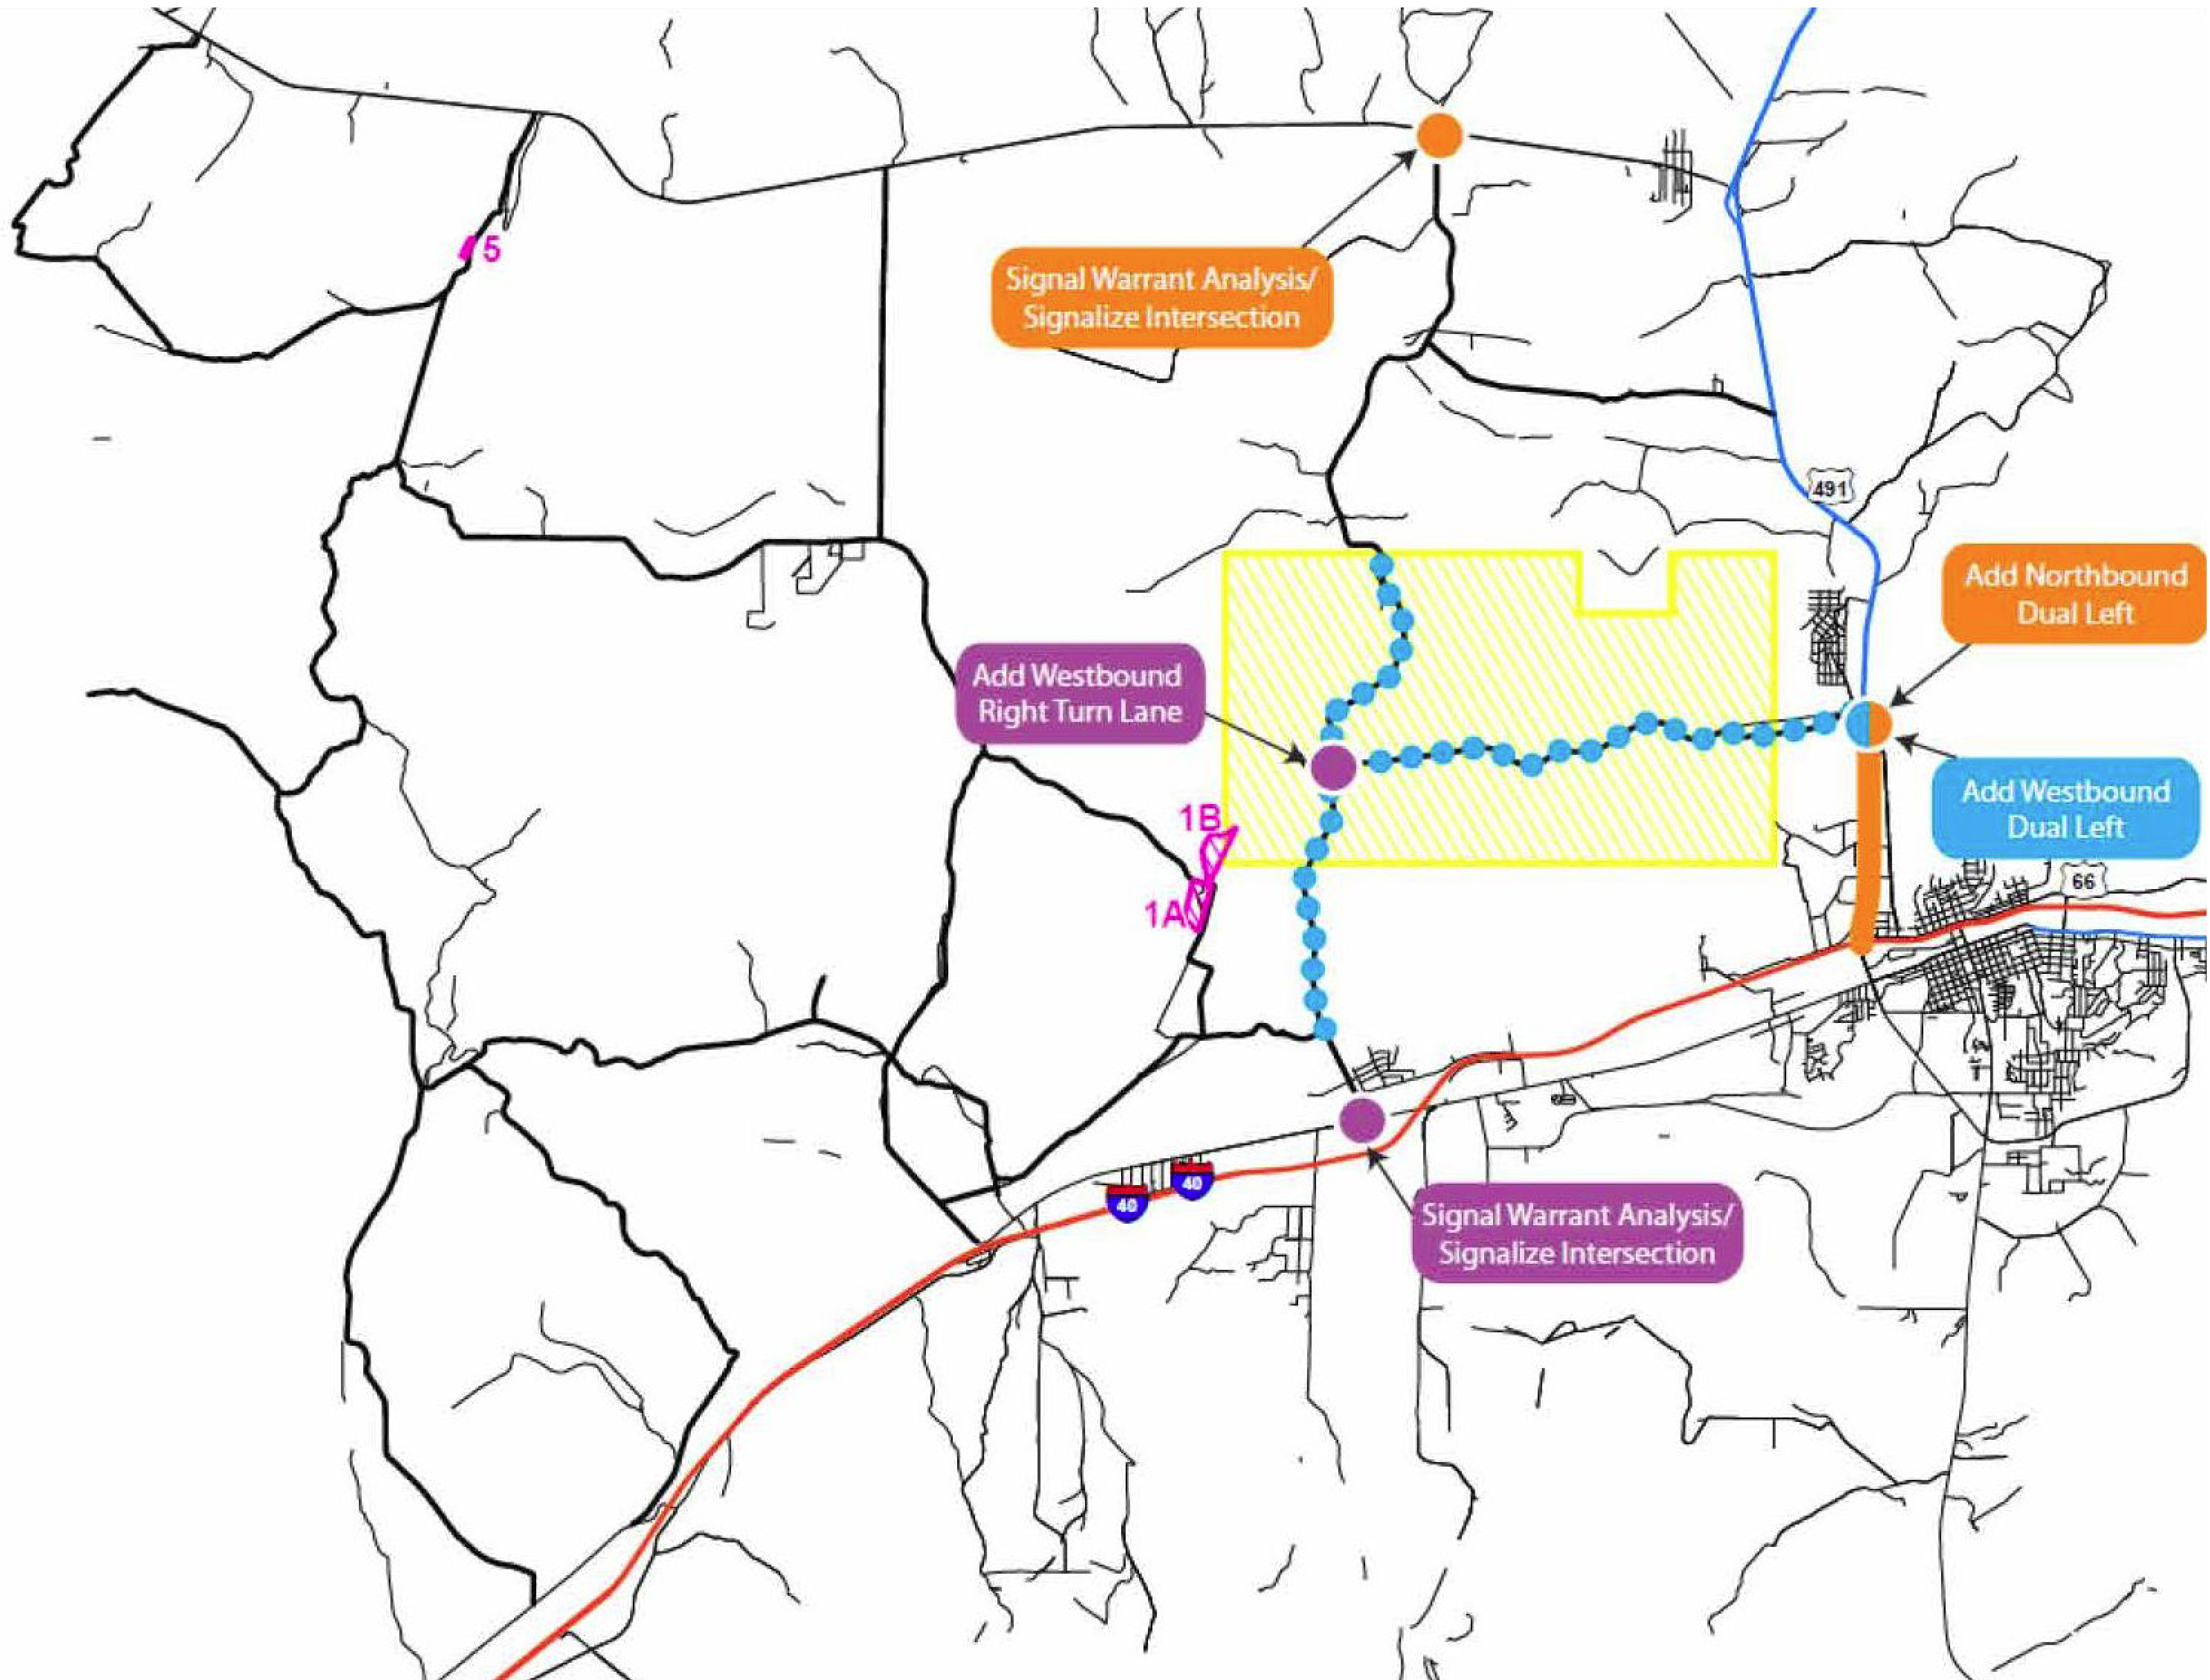 5
Signal Warrant Analysis/
Signalize Intersection
491
Add Northbound
Dual Left
Add Westbound
Right Turn Lane
Add Westbound
Dual Left
1B
66
1A
40
40
Signal Warrant Analysis/
Signalize Intersection